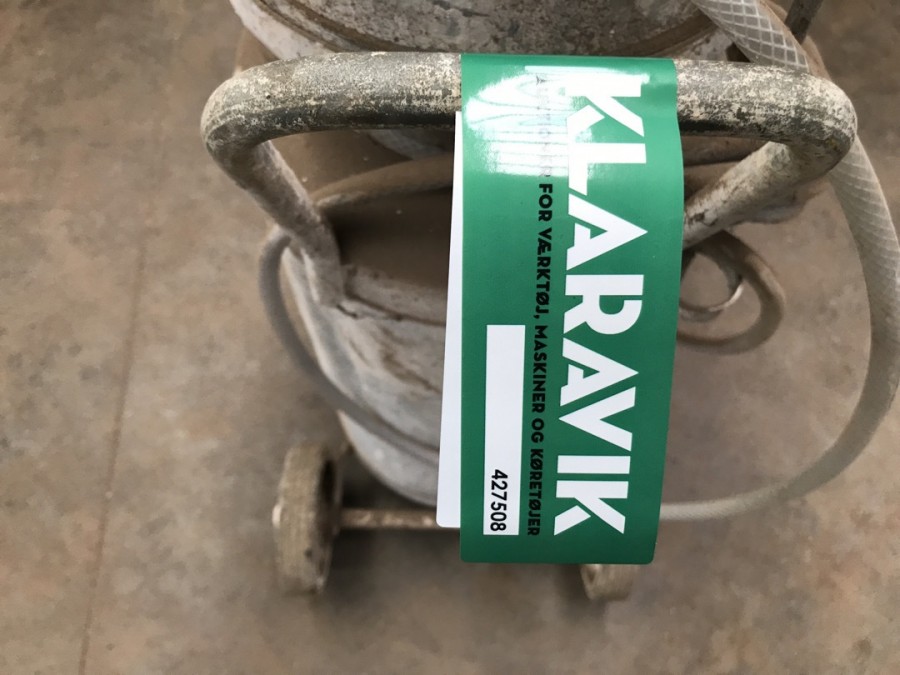 KLARAVIK
FOR VÆRKTØJ, MASKINER OG KØRETØJER
427508